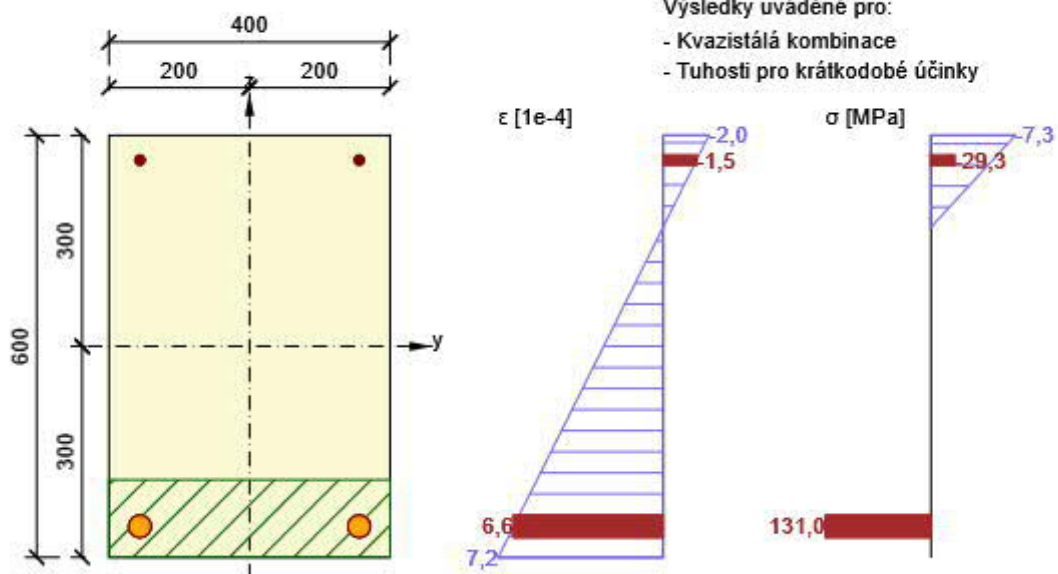 Výsledky uváděné pro:
- Kvazistálá kombinace
- Tuhosti pro krátkodobé účinky
400
200
200
600
300
300
y
ε [1e-4]
-2,0
-1,5
6,6
7,2
σ [MPa]
-7,3
-29,3
131,0